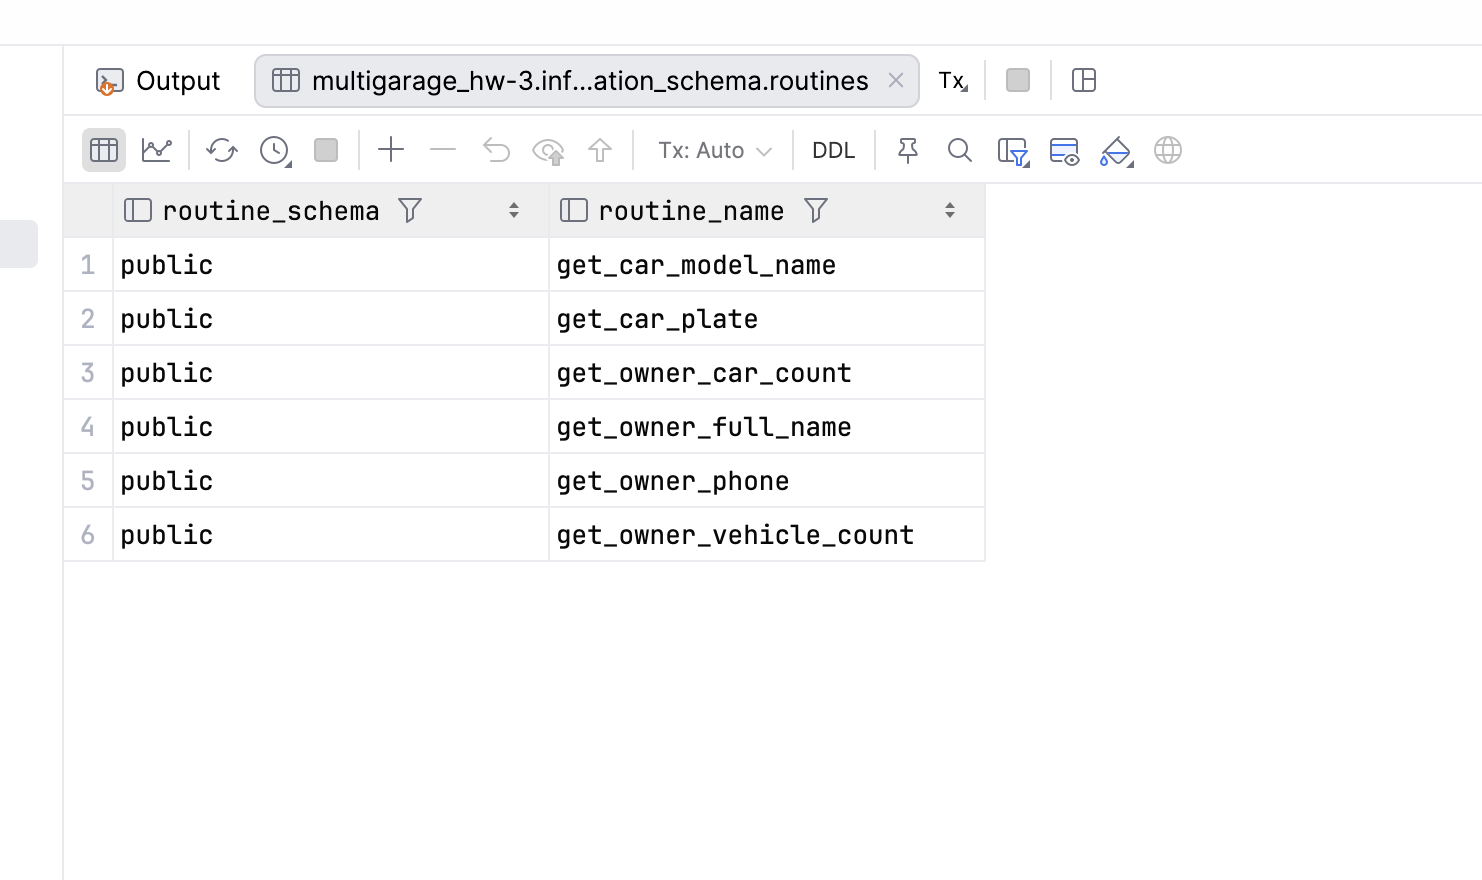 Output multigarage_hw-3.inf...ation_schema.routines Tx
Tx: Auto DDL
routine_schema routine_name
1 public get_car_model_name
2 public get_car_plate
3 public get_owner_car_count
4 public get_owner_full_name
5 public get_owner_phone
6 public get_owner_vehicle_count